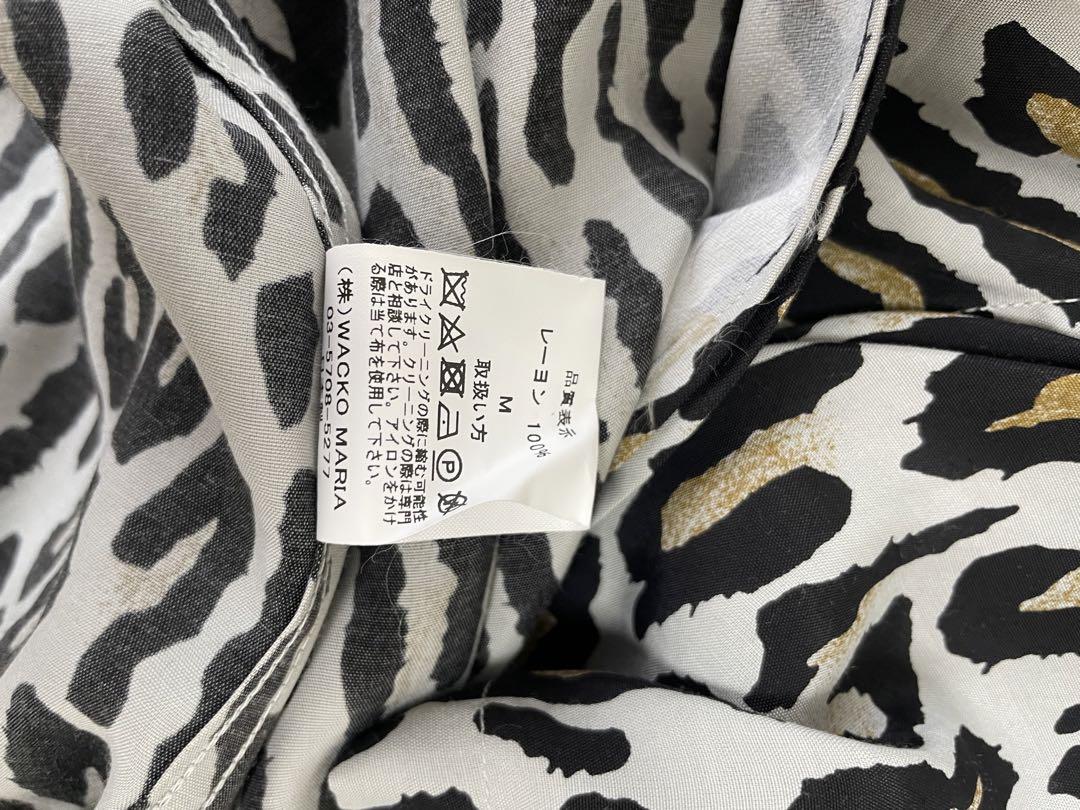 品質表示
レーヨン 100%
M
取扱い方
P
ドライクリーニングの際に縮む可能性
があります。クリーニングの際は専門
店と相談して下さい。アイロンをかけ
る際は当て布を使用して下さい。
(株)WACKO MARIA
03-5708-5277